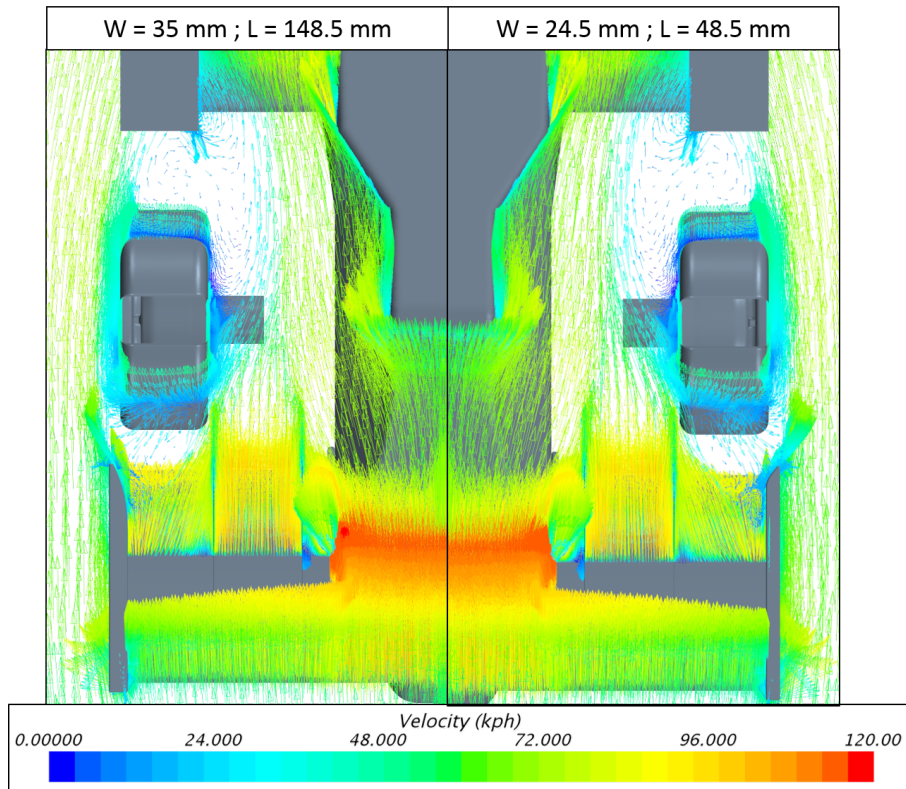 W = 35 mm ; L = 148.5 mm
W = 24.5 mm ; L = 48.5 mm
Velocity (kph)
0.00000 24.000 48.000 72.000 96.000 120.00